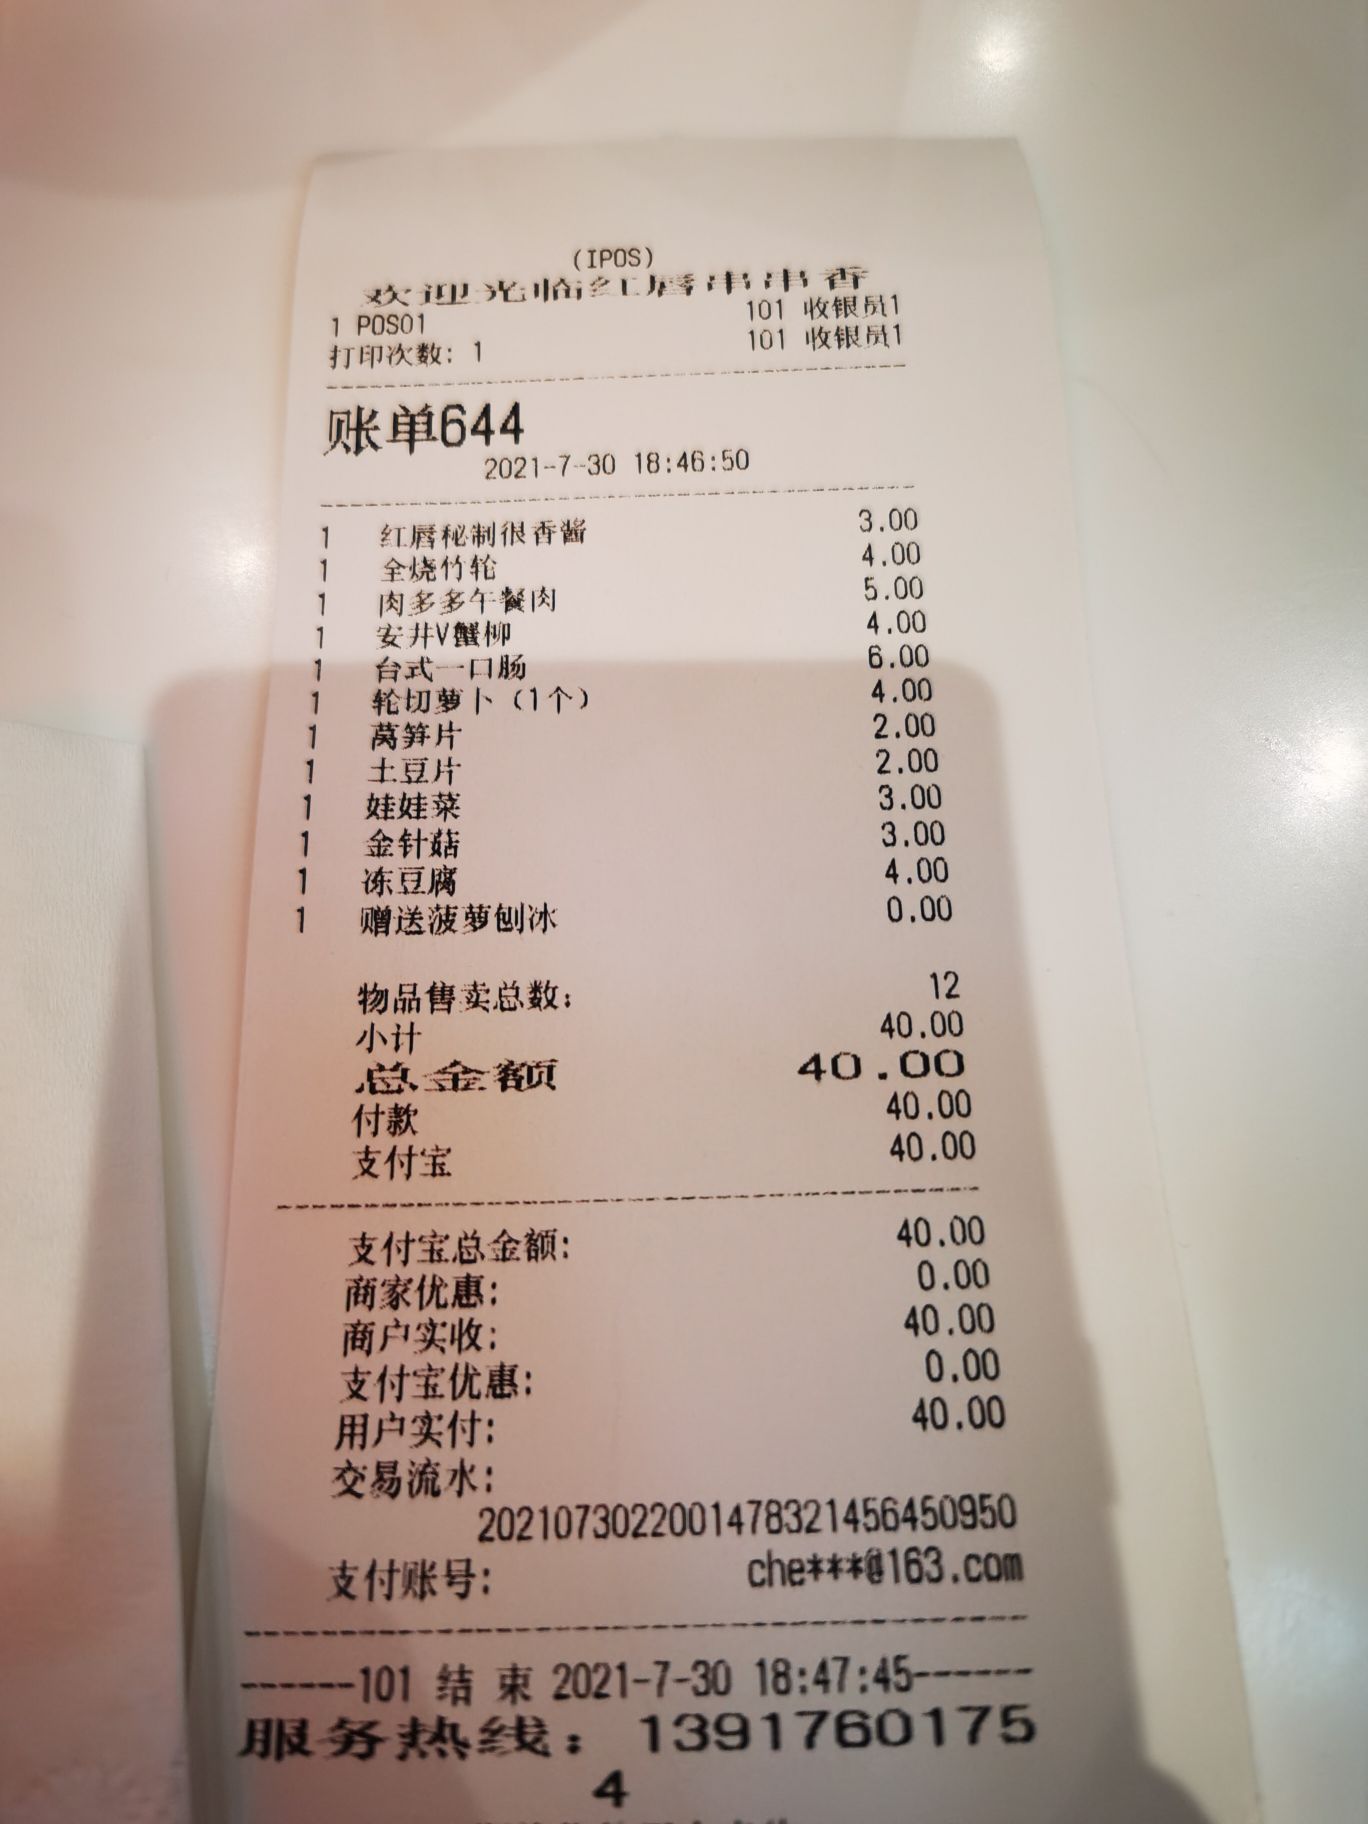 (IPOS)
欢迎光临红唇串串香
1 POS01 101 收银员1
打印次数: 1 101 收银员1
账单644
2021-7-30 18:46:50
1 红唇秘制很香酱 3.00
1 全烧竹轮 4.00
1 肉多多午餐肉 5.00
1 安井V蟹柳 4.00
1 台式一口肠 6.00
1 轮切萝卜（1个） 4.00
1 莴笋片 2.00
1 土豆片 2.00
1 娃娃菜 3.00
1 金针菇 3.00
1 冻豆腐 4.00
1 赠送菠萝刨冰 0.00
物品售卖总数: 12
小计 40.00
总金额 40.00
付款 40.00
支付宝 40.00
支付宝总金额: 40.00
商家优惠: 0.00
商户实收: 40.00
支付宝优惠: 0.00
用户实付: 40.00
交易流水:
2021073022001478321456450950
支付账号: che***@163.com
------101 结 束 2021-7-30 18:47:45------
服务热线: 1391760175
4